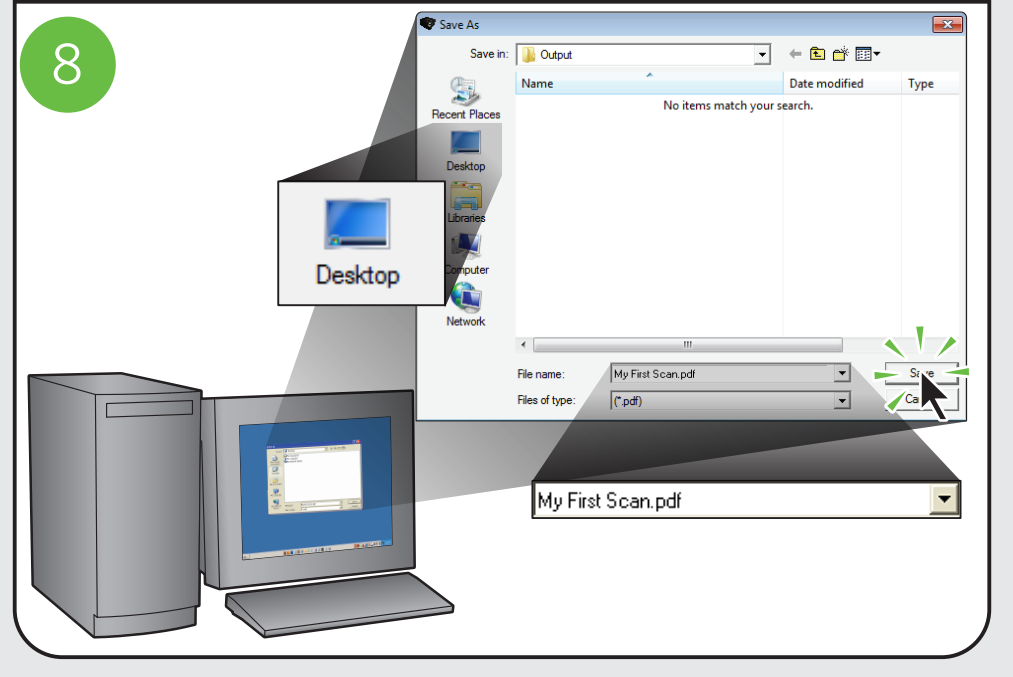 8
Save As
Save in:
Output
Name
Date modified
Type
No items match your search.
Recent Places
Desktop
Libraries
Computer
Network
Desktop
File name:
My First Scan.pdf
Save
Files of type:
(*.pdf)
My First Scan.pdf